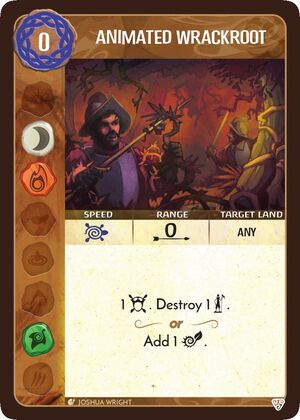 0
ANIMATED WRACKROOT
SPEED
RANGE
TARGET LAND
0
ANY
1 . Destroy 1 .
or
Add 1 .
JOSHUA WRIGHT